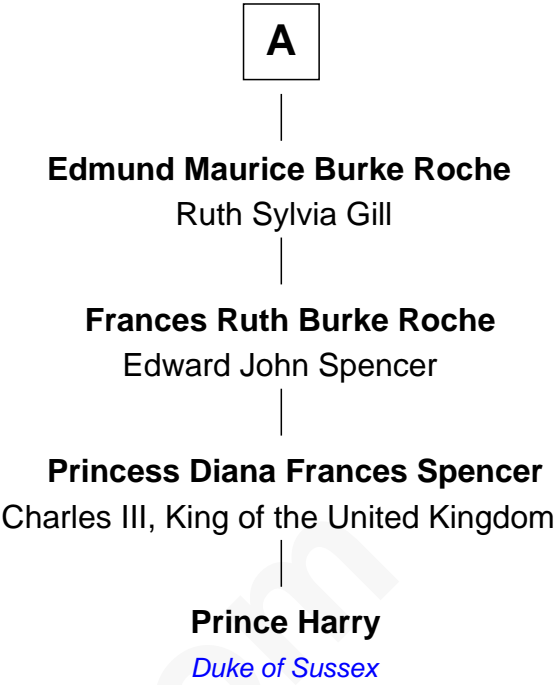 A
Edmund Maurice Burke Roche
Ruth Sylvia Gill
Frances Ruth Burke Roche
Edward John Spencer
Princess Diana Frances Spencer
Charles III, King of the United Kingdom
Prince Harry
Duke of Sussex